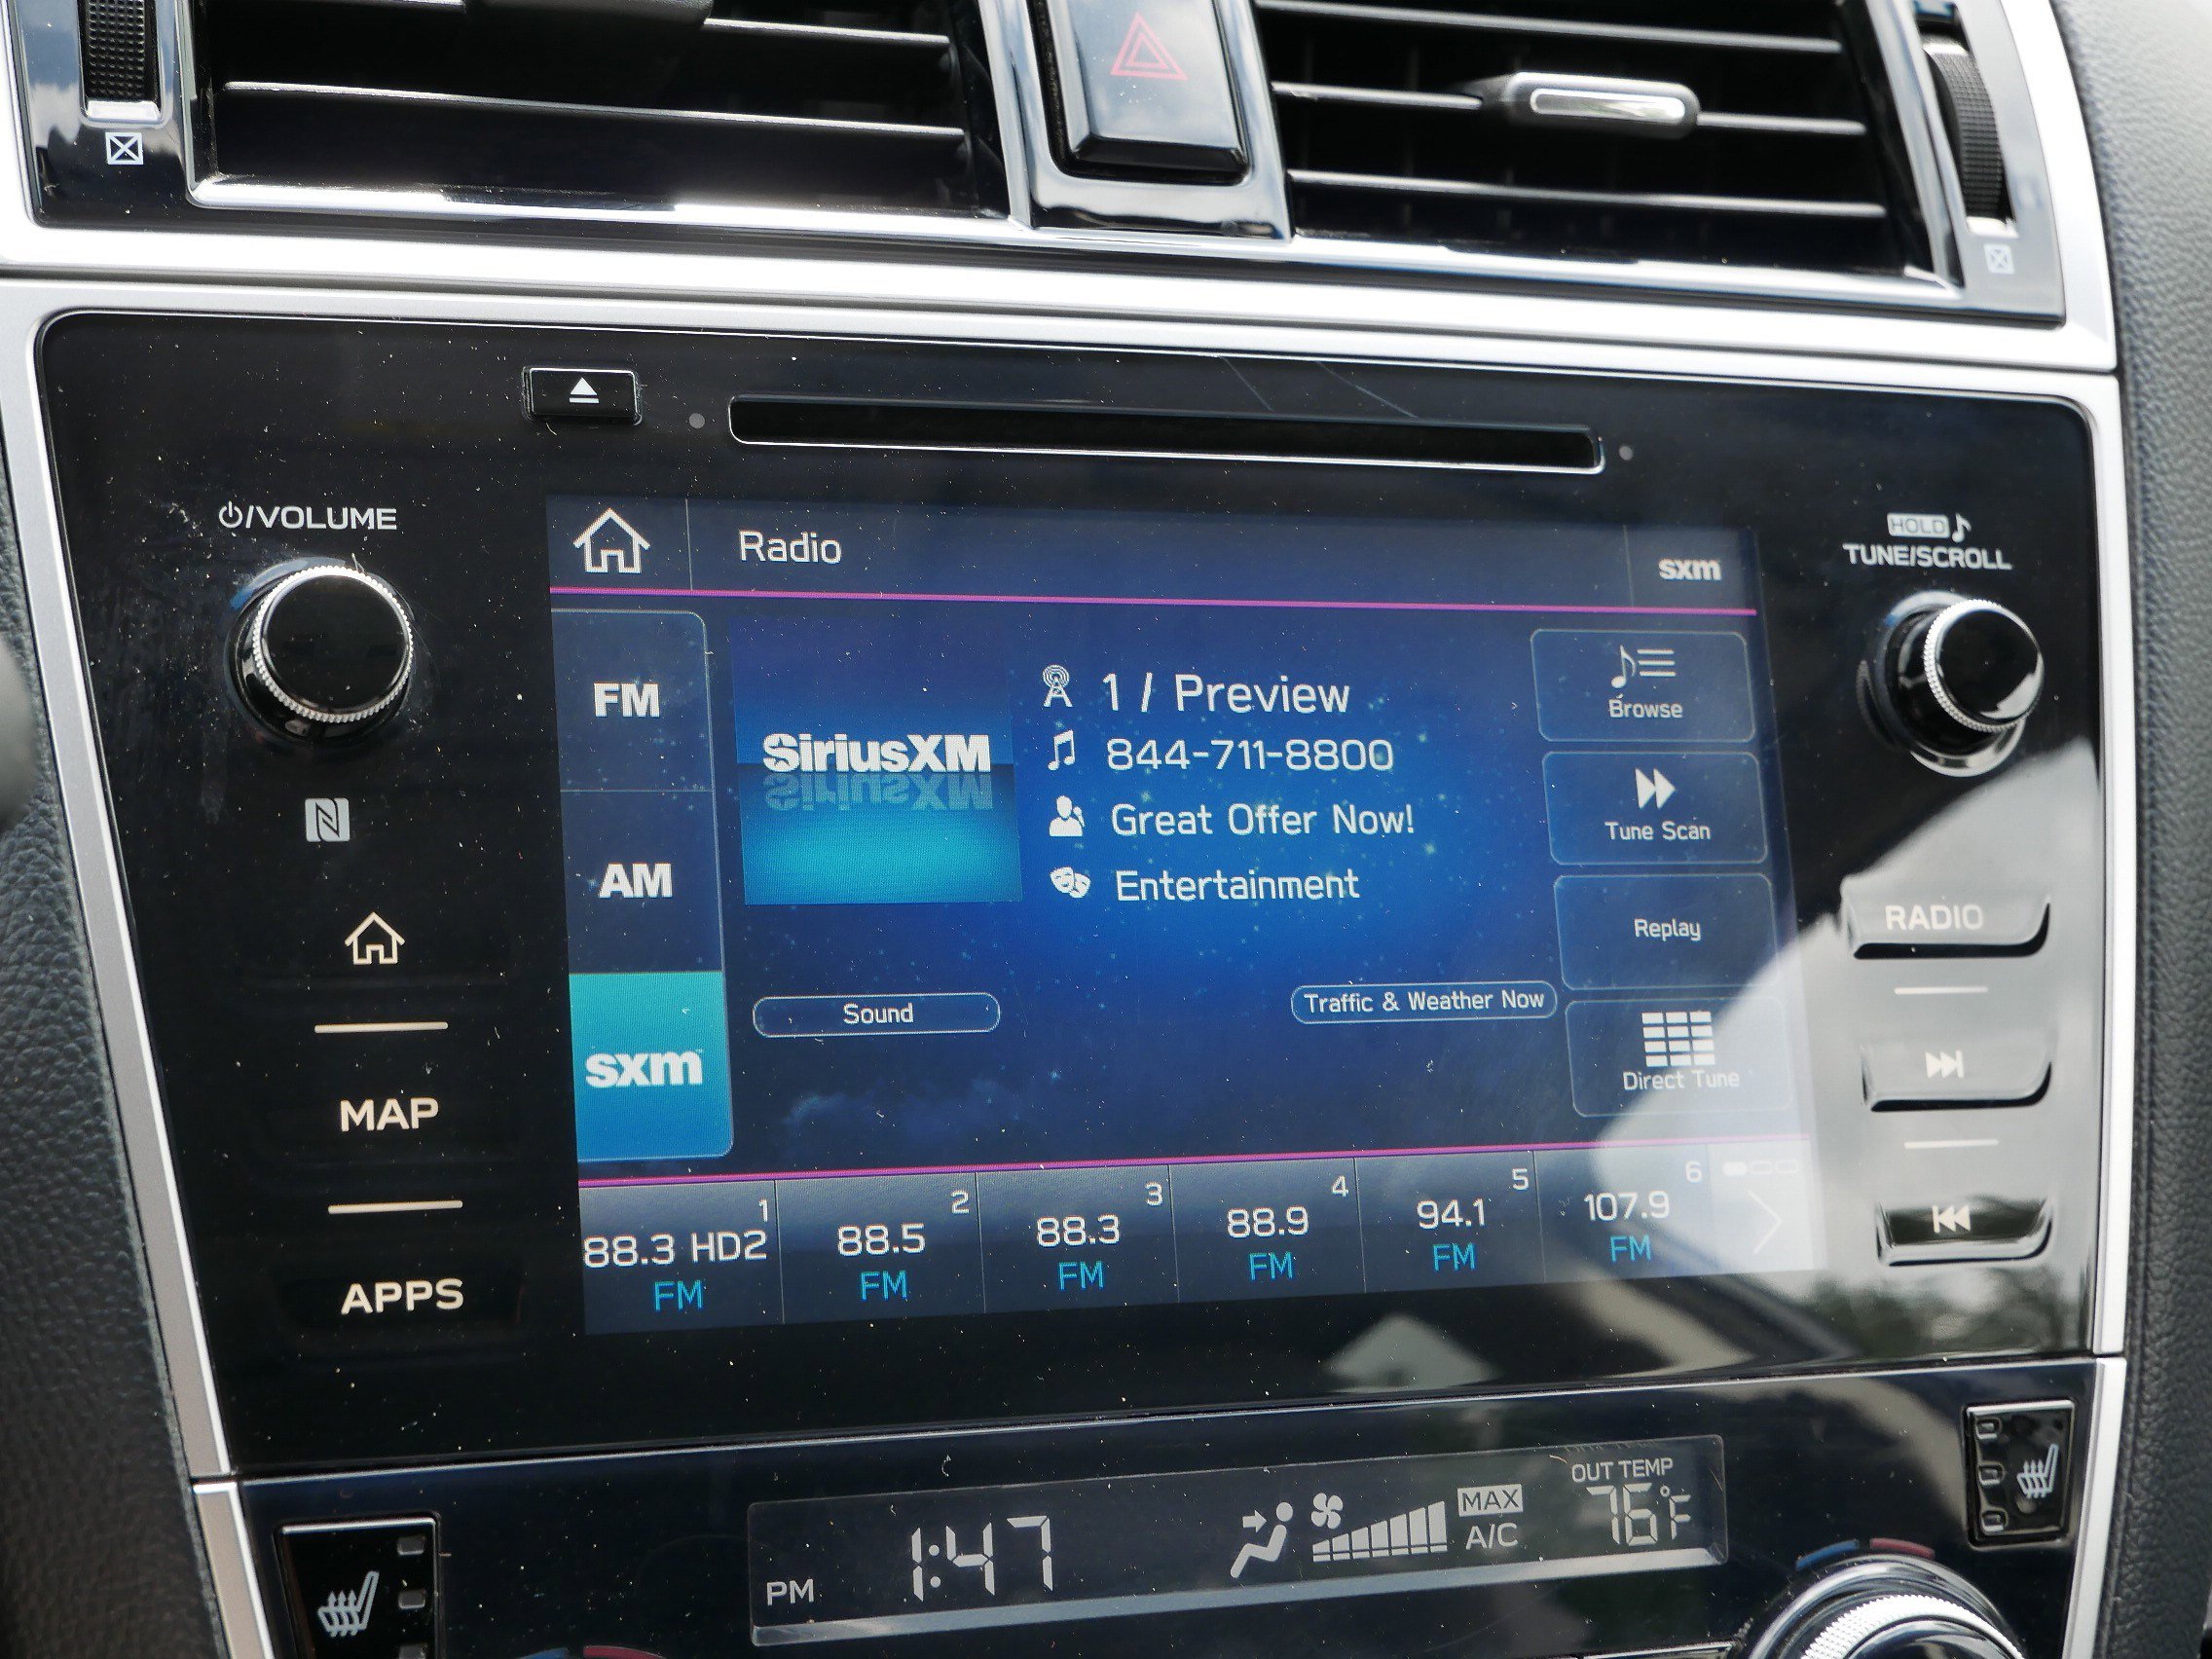 ⏻/VOLUME
HOLD
TUNE/SCROLL
Radio
sxm
FM
AM
sxm
SiriusXM
1 / Preview
844-711-8800
Great Offer Now!
Entertainment
Browse
Tune Scan
Replay
Direct Tune
Sound
Traffic & Weather Now
MAP
APPS
RADIO
1
88.3 HD2
FM
2
88.5
FM
3
88.3
FM
4
88.9
FM
5
94.1
FM
6
107.9
FM
PM 1:47
MAX
A/C
OUT TEMP
76°F